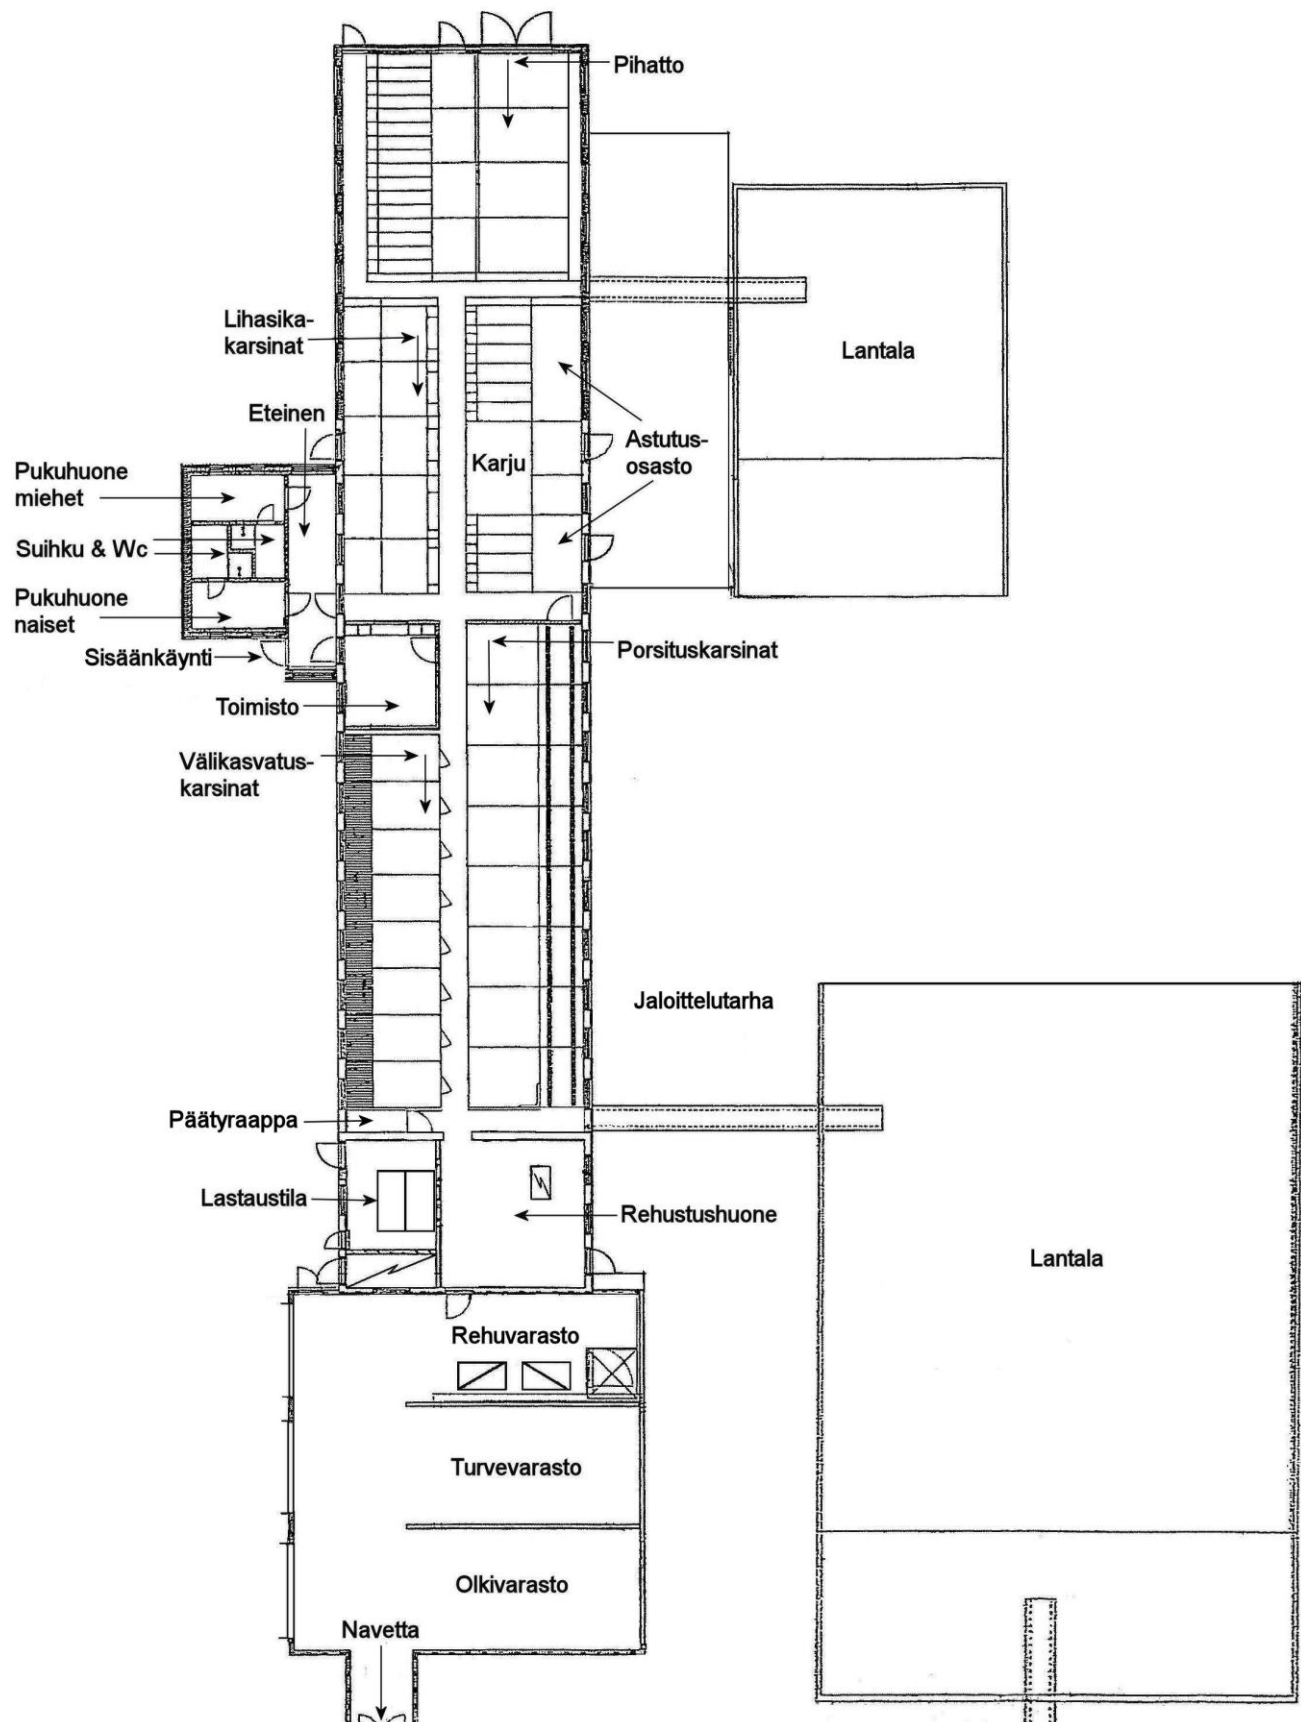 Pihatto
Lihasika-
karsinat
Lantala
Eteinen
Astutus-
osasto
Karju
Pukuhuone
miehet
Suihku & Wc
Pukuhuone
naiset
Sisäänkäynti
Porsituskarsinat
Toimisto
Välikasvatus-
karsinat
Jaloittelutarha
Päätyraappa
Lastaustila
Rehustushuone
Lantala
Rehuvarasto
Turvevarasto
Olkivarasto
Navetta